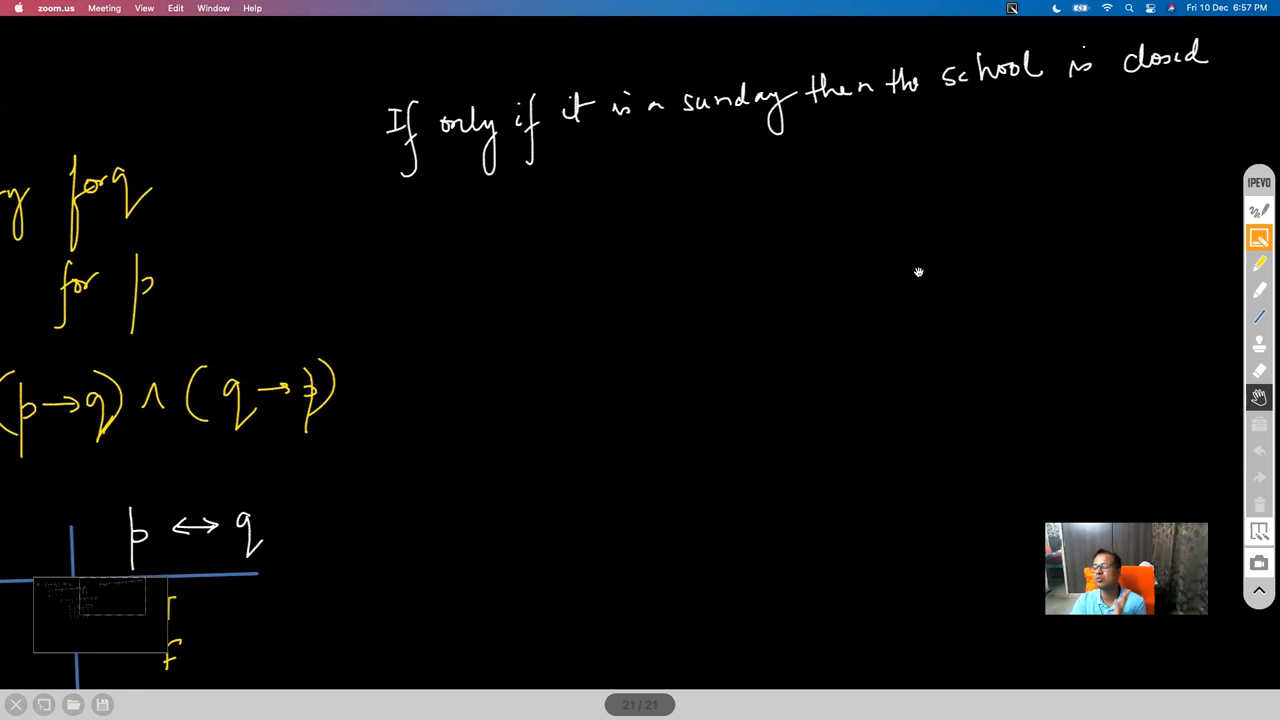 zoom.us Meeting View Edit Window Help Fri 10 Dec 6:57 PM
If only if it is a sunday then the school is closed
IPEVO
y for q
for p
(p → q) ∧ (q → p)
p ↔ q
T
F
21 / 21